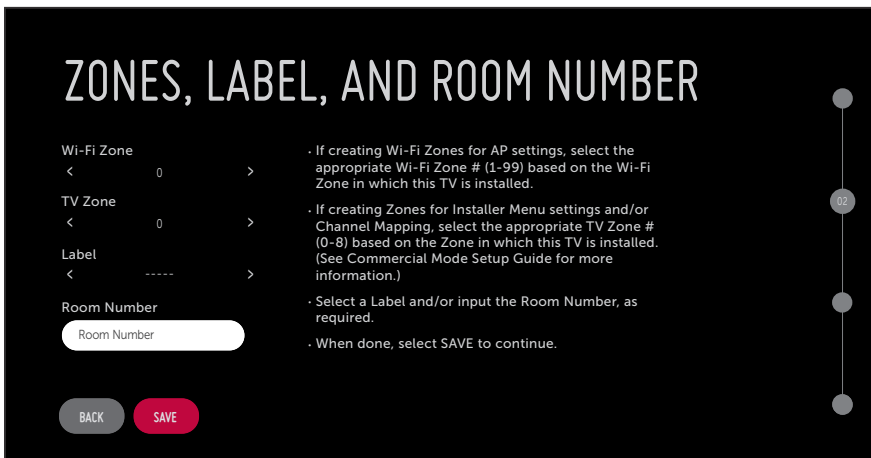 ZONES, LABEL, AND ROOM NUMBER
Wi-Fi Zone
< 0 >
TV Zone
< 0 >
Label
< ----- >
Room Number
Room Number
· If creating Wi-Fi Zones for AP settings, select the
appropriate Wi-Fi Zone # (1-99) based on the Wi-Fi
Zone in which this TV is installed.
· If creating Zones for Installer Menu settings and/or
Channel Mapping, select the appropriate TV Zone #
(0-8) based on the Zone in which this TV is installed.
(See Commercial Mode Setup Guide for more
information.)
· Select a Label and/or input the Room Number, as
required.
· When done, select SAVE to continue.
02
BACK SAVE